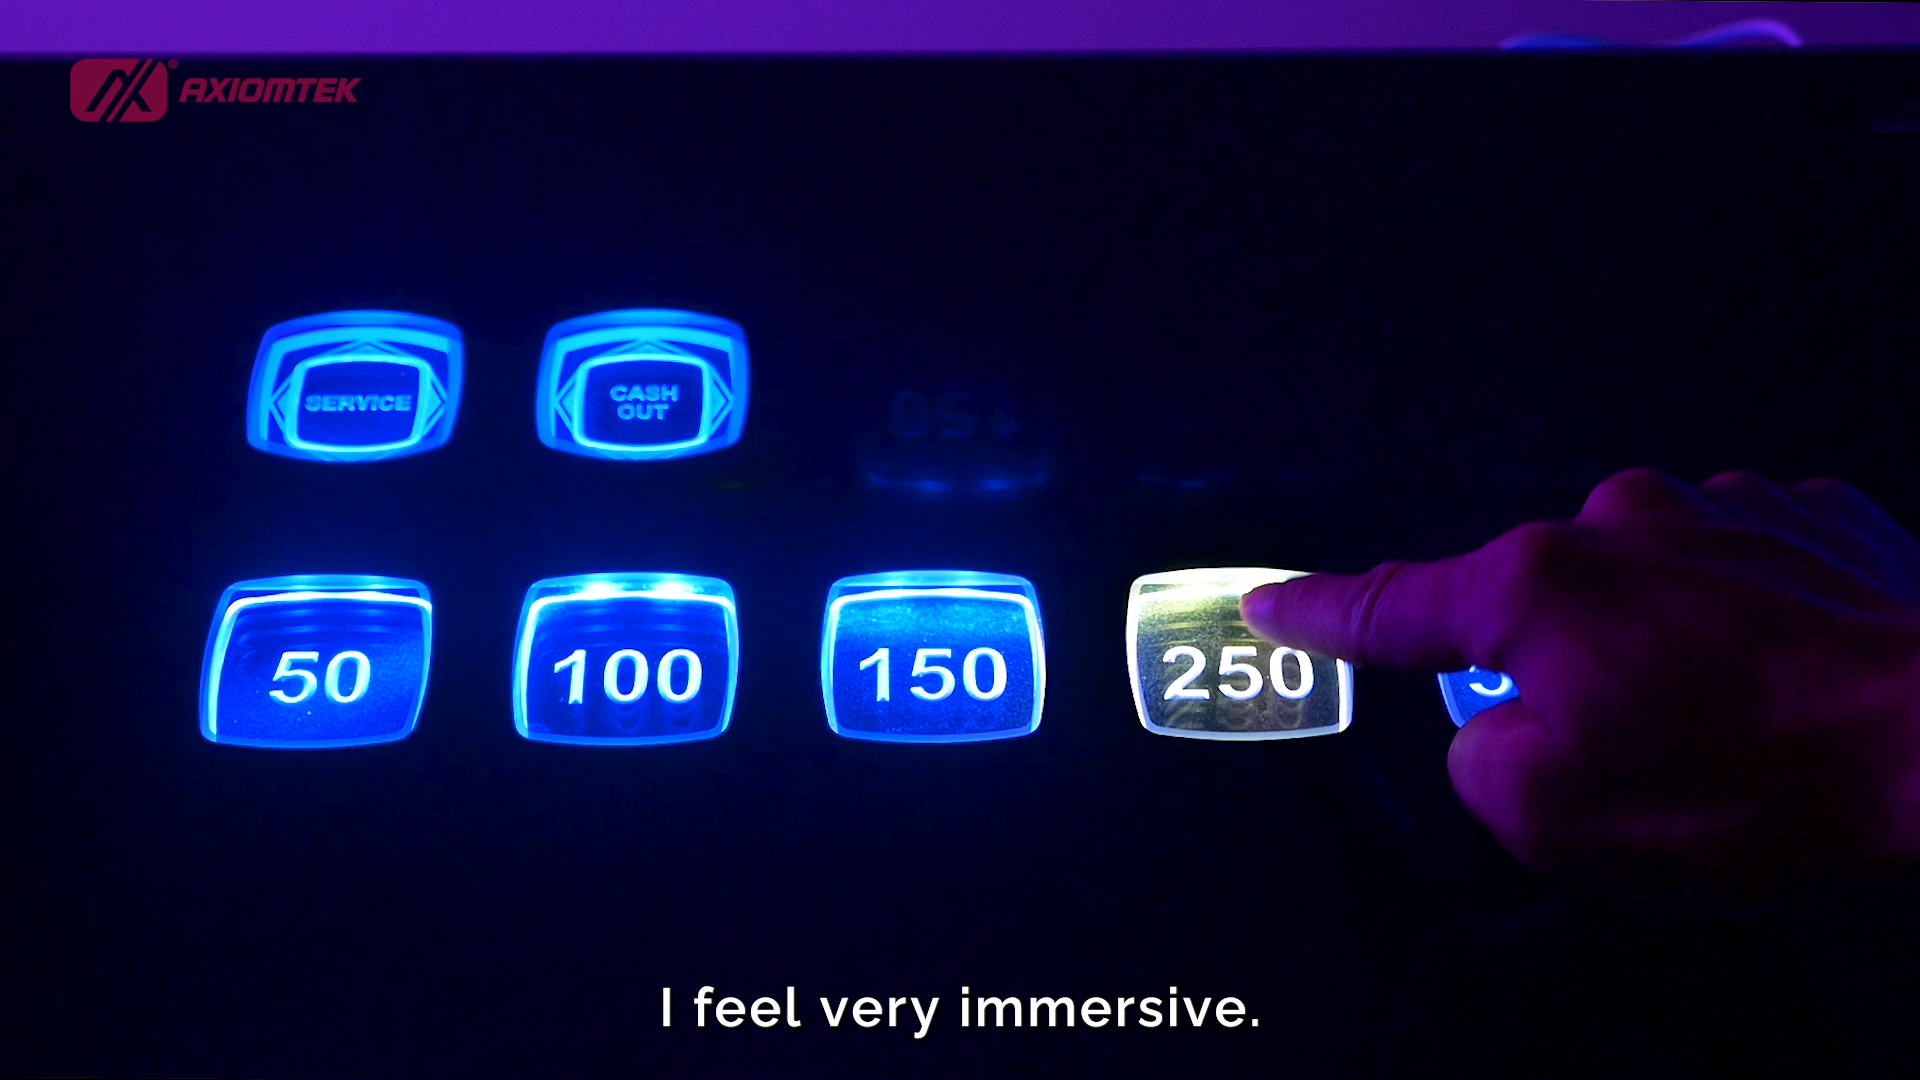 AXIOMTEK
SERVICE
CASH
OUT
50
100
150
250
I feel very immersive.